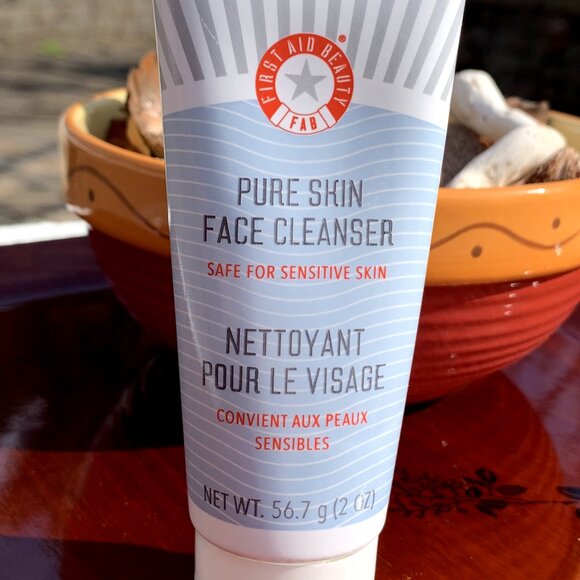 FIRST AID BEAUTY®
FAB
PURE SKIN
FACE CLEANSER
SAFE FOR SENSITIVE SKIN
NETTOYANT
POUR LE VISAGE
CONVIENT AUX PEAUX
SENSIBLES
NET WT. 56.7 g (2 OZ)